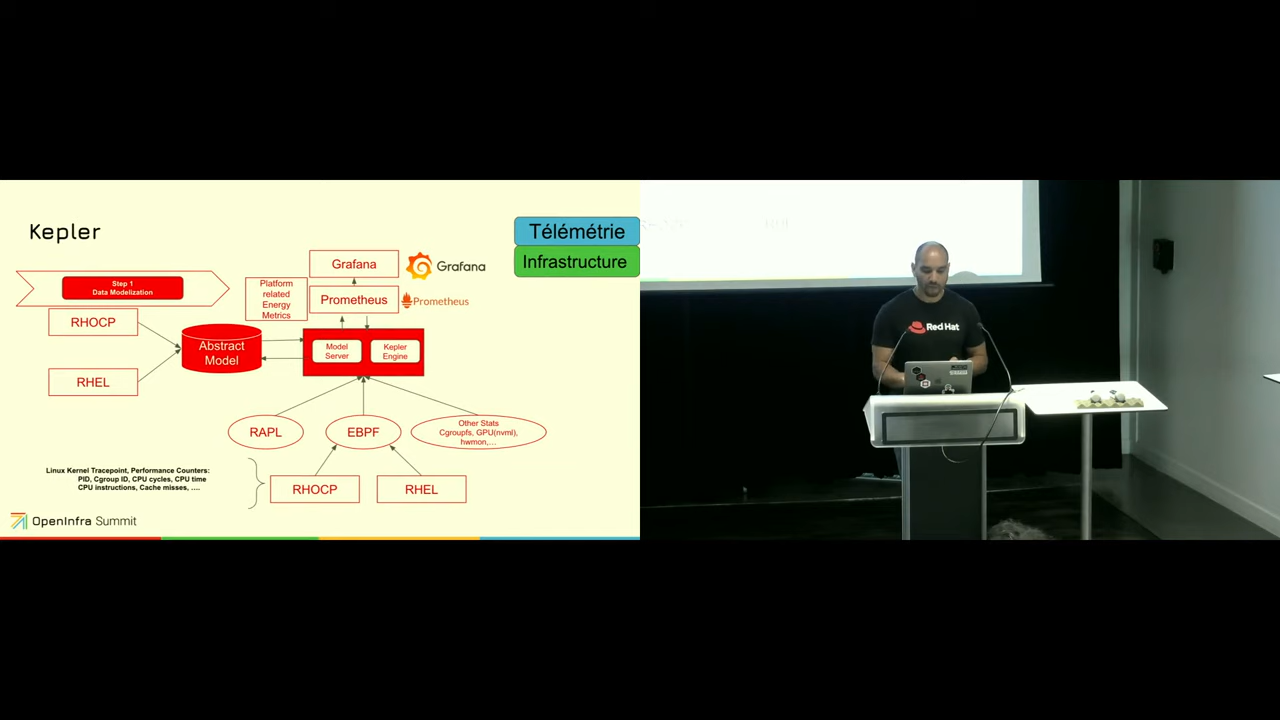 Kepler
Télémétrie
Infrastructure
Grafana
Grafana
Step 1
Data Modelization
Platform
related
Energy
Metrics
Prometheus
Prometheus
RHOCP
Abstract
Model
Model
Server
Kepler
Engine
RHEL
RAPL
EBPF
Other Stats
Cgroupfs, GPU(nvml),
hwmon,...
Linux Kernel Tracepoint, Performance Counters:
PID, Cgroup ID, CPU cycles, CPU time
CPU instructions, Cache misses, ....
RHOCP
RHEL
OpenInfra Summit
Red Hat